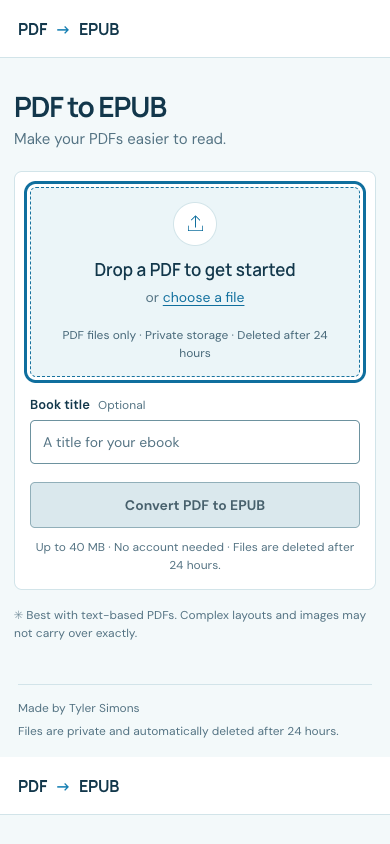 PDF → EPUB
PDF to EPUB
Make your PDFs easier to read.
Drop a PDF to get started
or choose a file
PDF files only · Private storage · Deleted after 24
hours
Book title Optional
A title for your ebook
Convert PDF to EPUB
Up to 40 MB · No account needed · Files are deleted after
24 hours.
✳ Best with text-based PDFs. Complex layouts and images may
not carry over exactly.
Made by Tyler Simons
Files are private and automatically deleted after 24 hours.
PDF → EPUB